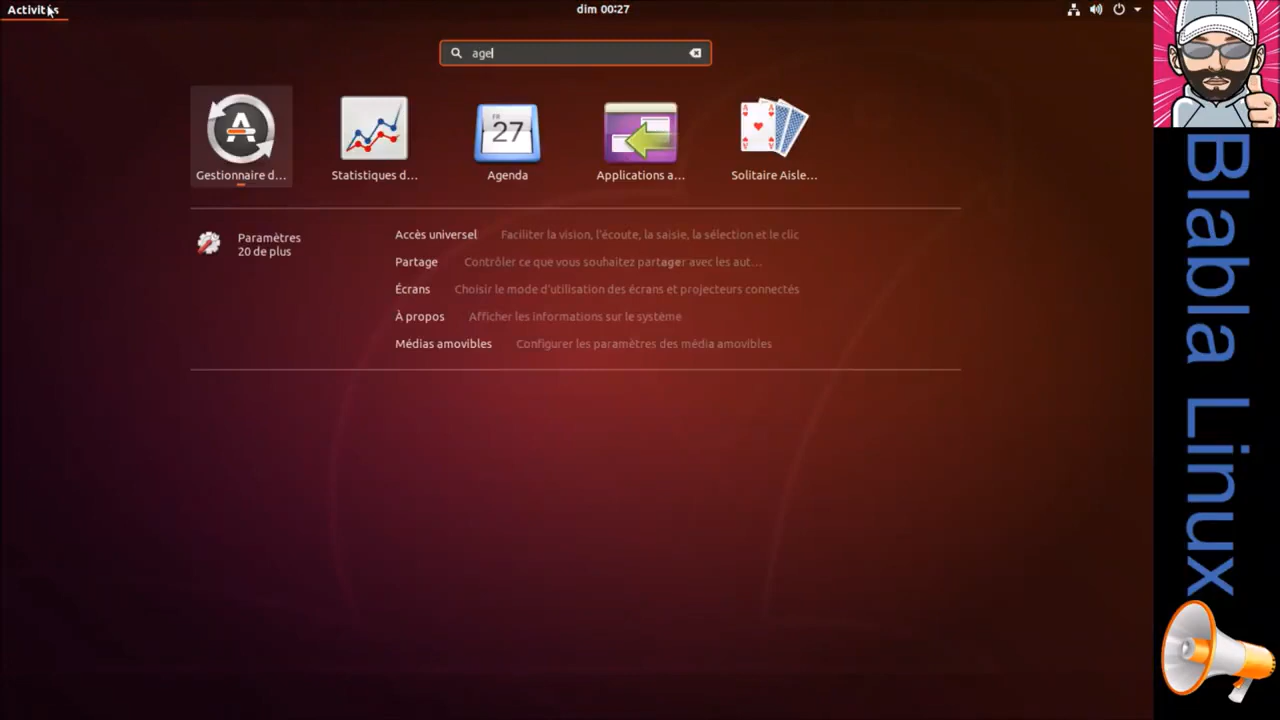 Activités
dim 00:27
age
Gestionnaire d...
Statistiques d...
FRI
27
Agenda
Applications a...
A
Solitaire Aisle...
Paramètres
20 de plus
Accès universel Faciliter la vision, l'écoute, la saisie, la sélection et le clic
Partage Contrôler ce que vous souhaitez partager avec les aut...
Écrans Choisir le mode d'utilisation des écrans et projecteurs connectés
À propos Afficher les informations sur le système
Médias amovibles Configurer les paramètres des média amovibles
Blabla Linux